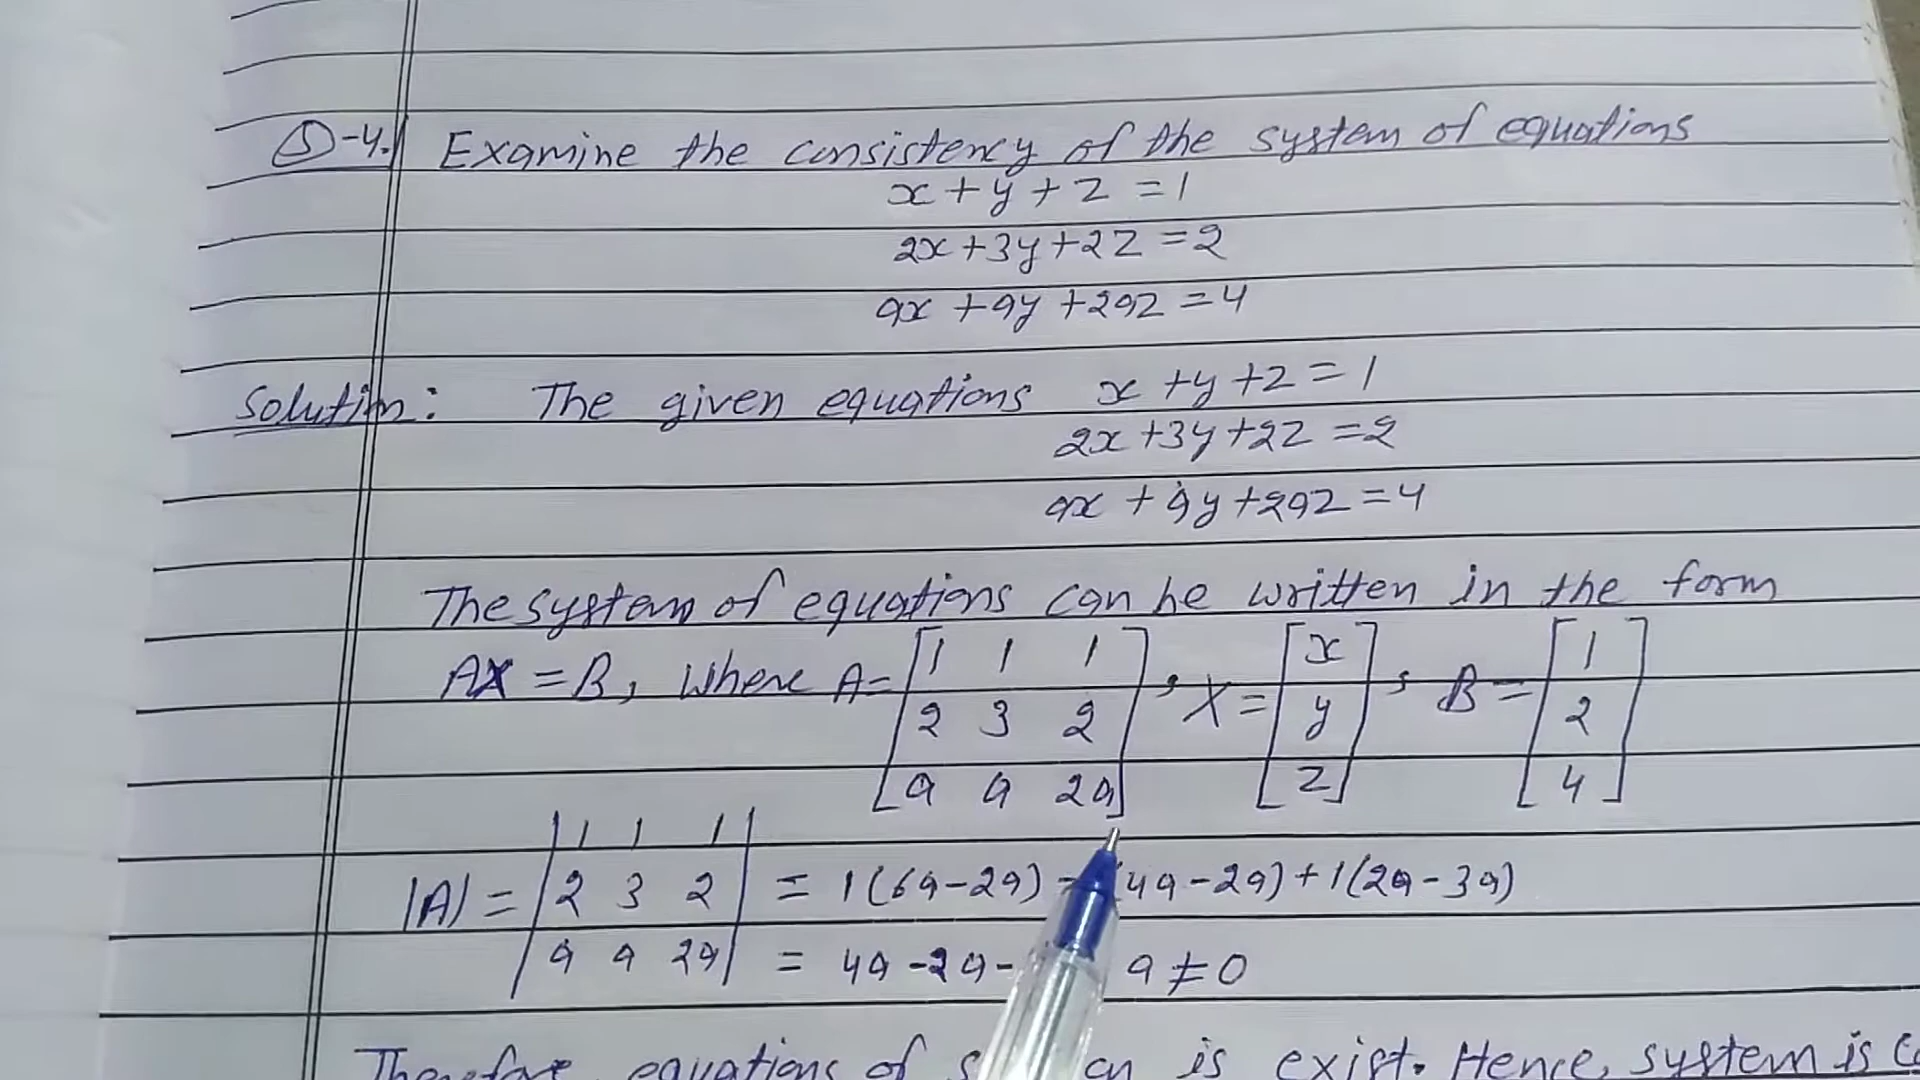 Q-4. Examine the consistency of the system of equations
x + y + z = 1
2x + 3y + 2z = 2
ax + ay + 2az = 4
Solution: The given equations x + y + z = 1
2x + 3y + 2z = 2
ax + ay + 2az = 4
The system of equations can be written in the form
AX = B, where A = [1 1 1], X = [x], B = [1]
[2 3 2] [y] [2]
[a a 2a] [z] [4]
|1 1 1|
|A| = |2 3 2| = 1(6a-2a) - (4a-2a) + 1(2a-3a)
|a a 2a| = 4a-2a- a ≠ 0
Therefore equations of is exist. Hence, system is